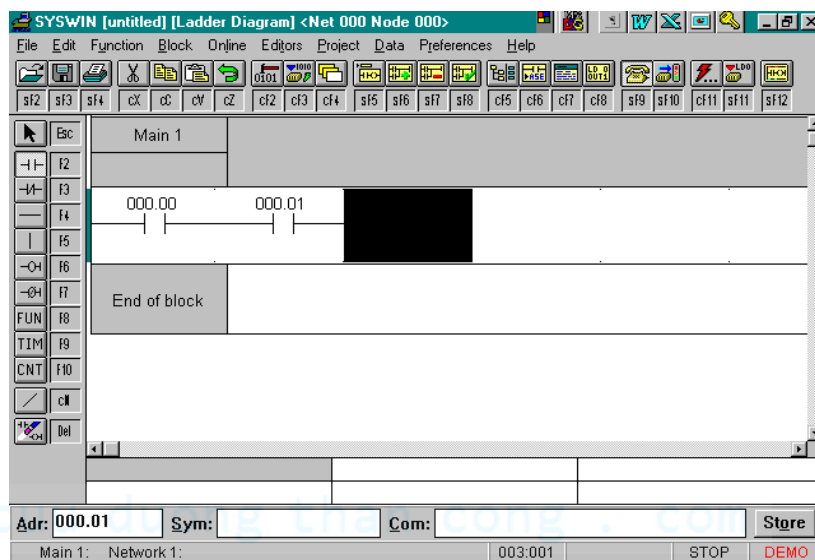 SYSWIN [untitled] [Ladder Diagram] <Net 000 Node 000>
File Edit Function Block Online Editors Project Data Preferences Help
sf2 sf3 sf4 cX cC cV cZ cf2 cf3 cf4 sf5 sf6 sf7 sf8 cf5 cf6 cf7 cf8 sf9 sf10 cf11 sf11 sf12
Esc
F2
F3
F4
F5
F6
F7
FUN F8
TIM F9
CNT F10
cN
Del
Main 1
000.00 000.01
End of block
Adr: 000.01 Sym: Com: Store
Main 1: Network 1: 003:001 STOP DEMO